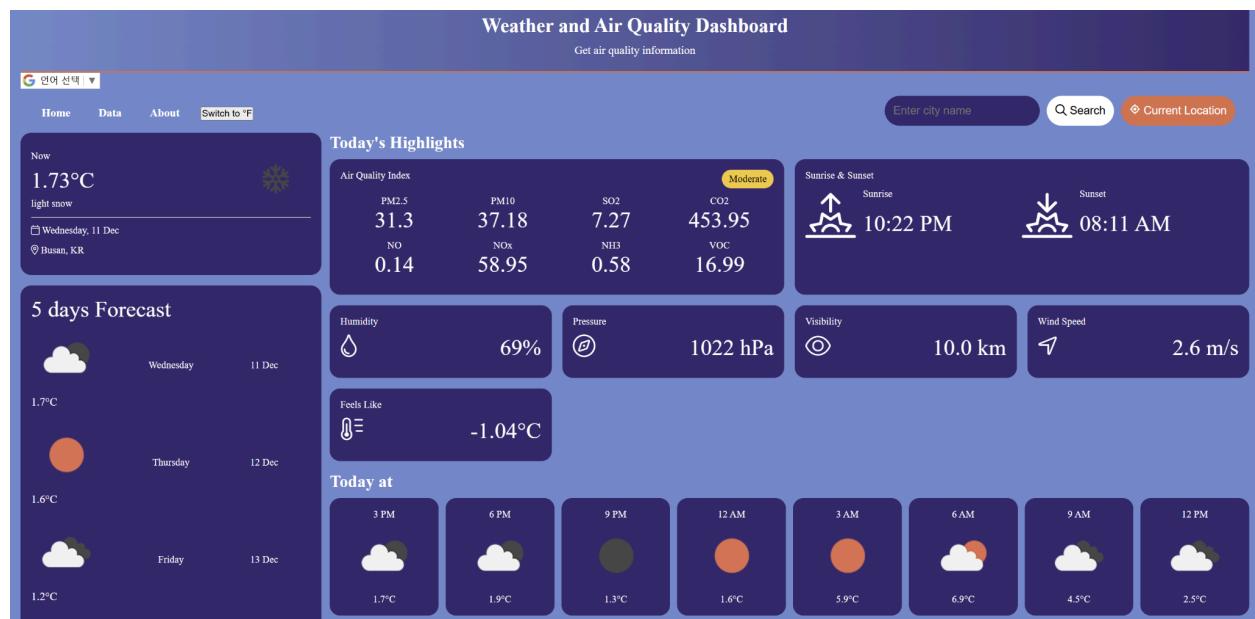 Weather and Air Quality Dashboard
Get air quality information
언어 선택 ▼
Home Data About Switch to °F
Enter city name Search Current Location
Now
1.73°C
light snow
Wednesday, 11 Dec
Busan, KR
5 days Forecast
Wednesday 11 Dec
1.7°C
Thursday 12 Dec
1.6°C
Friday 13 Dec
1.2°C
Today's Highlights
Air Quality Index Moderate
PM2.5 PM10 SO2 CO2
31.3 37.18 7.27 453.95
NO NOx NH3 VOC
0.14 58.95 0.58 16.99
Sunrise & Sunset
Sunrise Sunset
10:22 PM 08:11 AM
Humidity
69%
Pressure
1022 hPa
Visibility
10.0 km
Wind Speed
2.6 m/s
Feels Like
-1.04°C
Today at
3 PM 6 PM 9 PM 12 AM 3 AM 6 AM 9 AM 12 PM
1.7°C 1.9°C 1.3°C 1.6°C 5.9°C 6.9°C 4.5°C 2.5°C